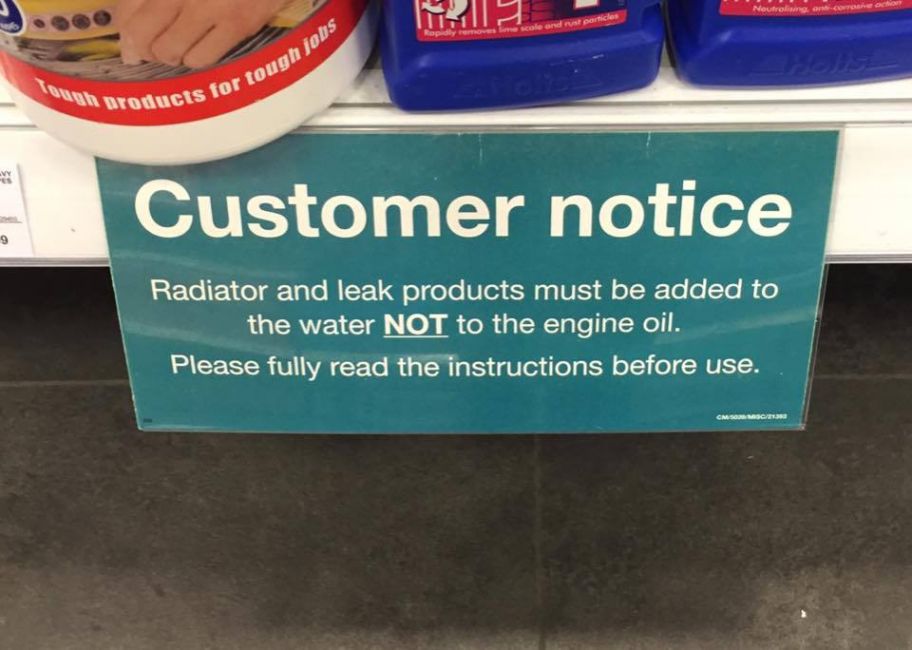 Tough products for tough jobs
Rapidly removes lime scale and rust particles
Neutralising, anti-corrosive action
Holts
Customer notice
Radiator and leak products must be added to
the water NOT to the engine oil.
Please fully read the instructions before use.